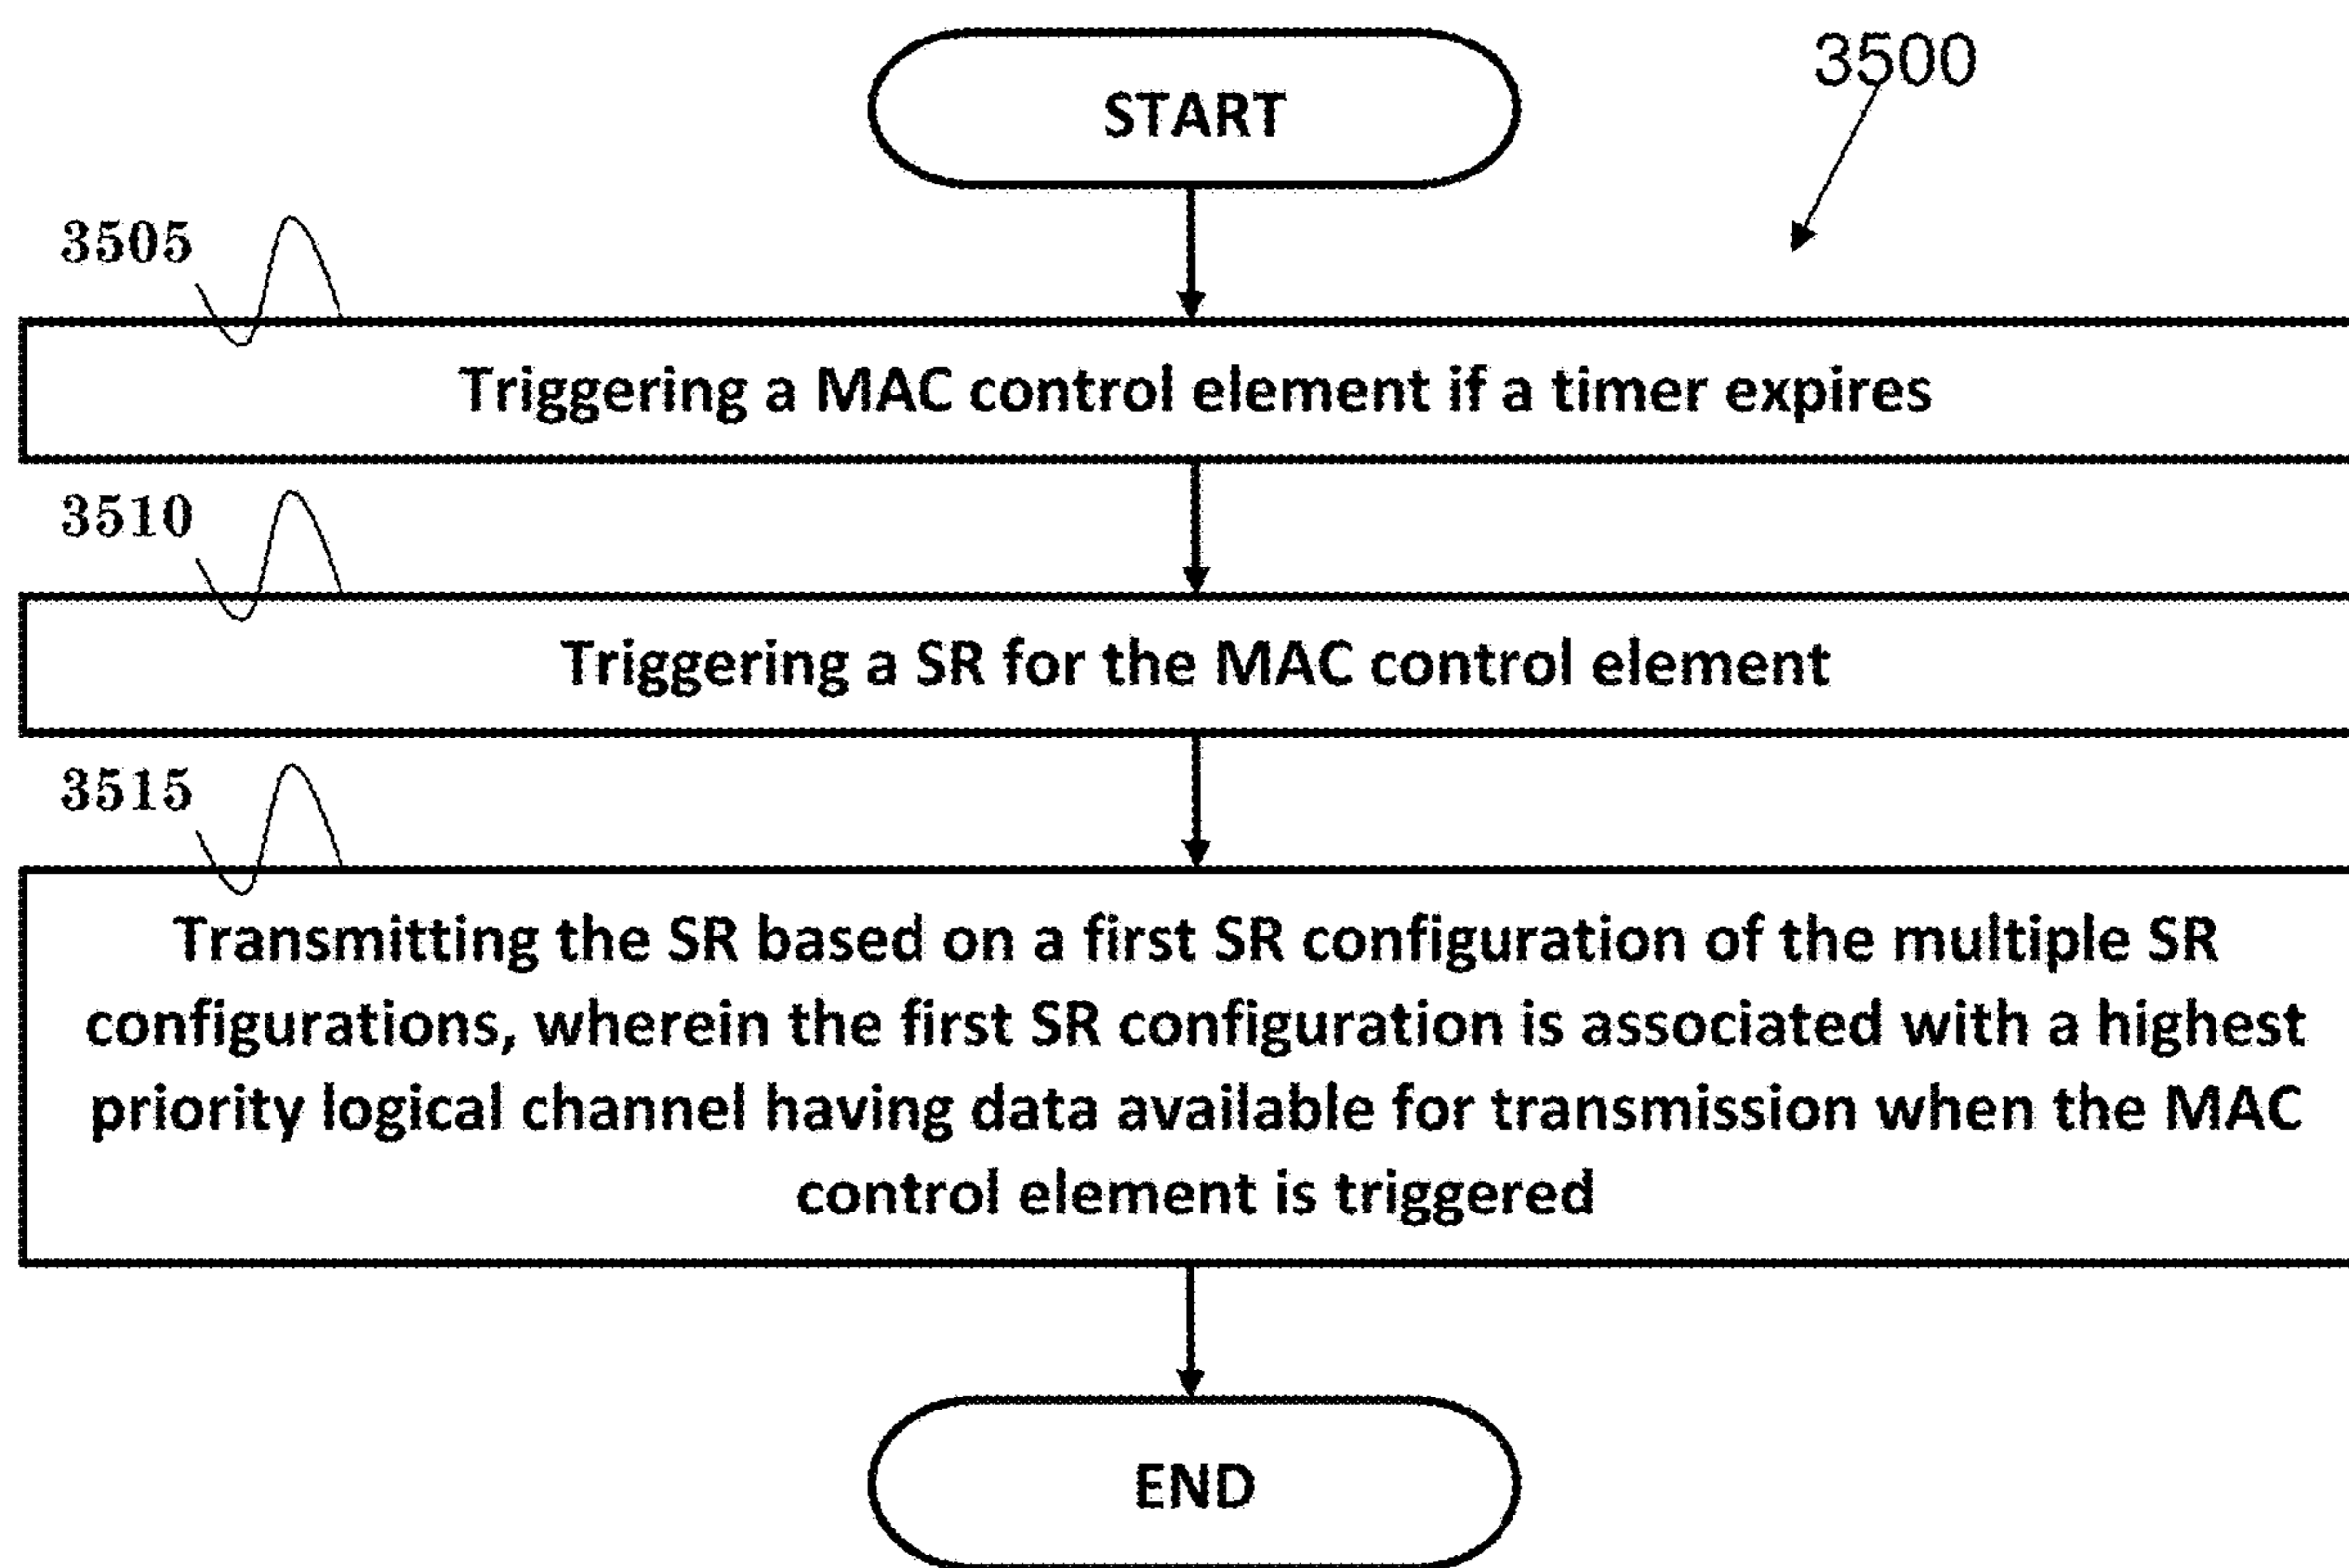 START
3500
3505
Triggering a MAC control element if a timer expires
3510
Triggering a SR for the MAC control element
3515
Transmitting the SR based on a first SR configuration of the multiple SR
configurations, wherein the first SR configuration is associated with a highest
priority logical channel having data available for transmission when the MAC
control element is triggered
END